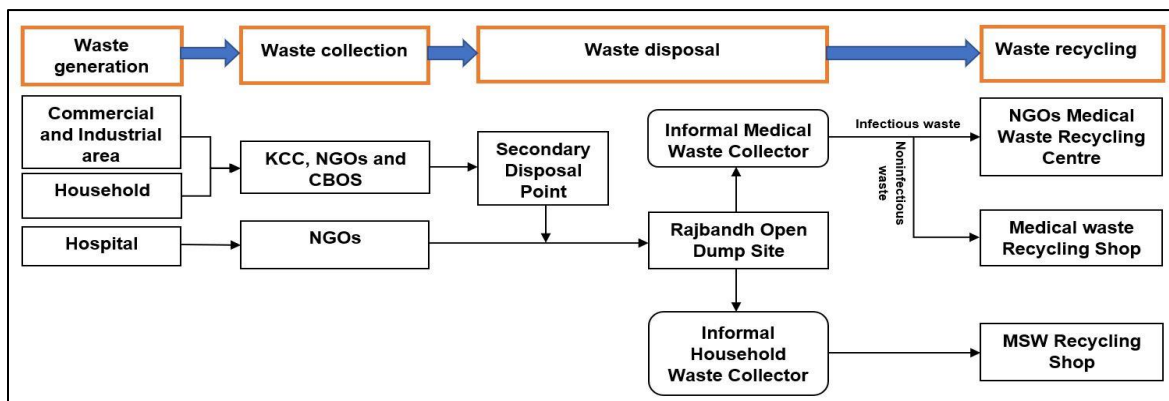 Waste
generation
Waste collection
Waste disposal
Waste recycling
Commercial
and Industrial
area
Household
Hospital
KCC, NGOs and
CBOS
NGOs
Secondary
Disposal
Point
Informal Medical
Waste Collector
Rajbandh Open
Dump Site
Informal
Household
Waste Collector
Infectious waste
Noninfectious
waste
NGOs Medical
Waste Recycling
Centre
Medical waste
Recycling Shop
MSW Recycling
Shop